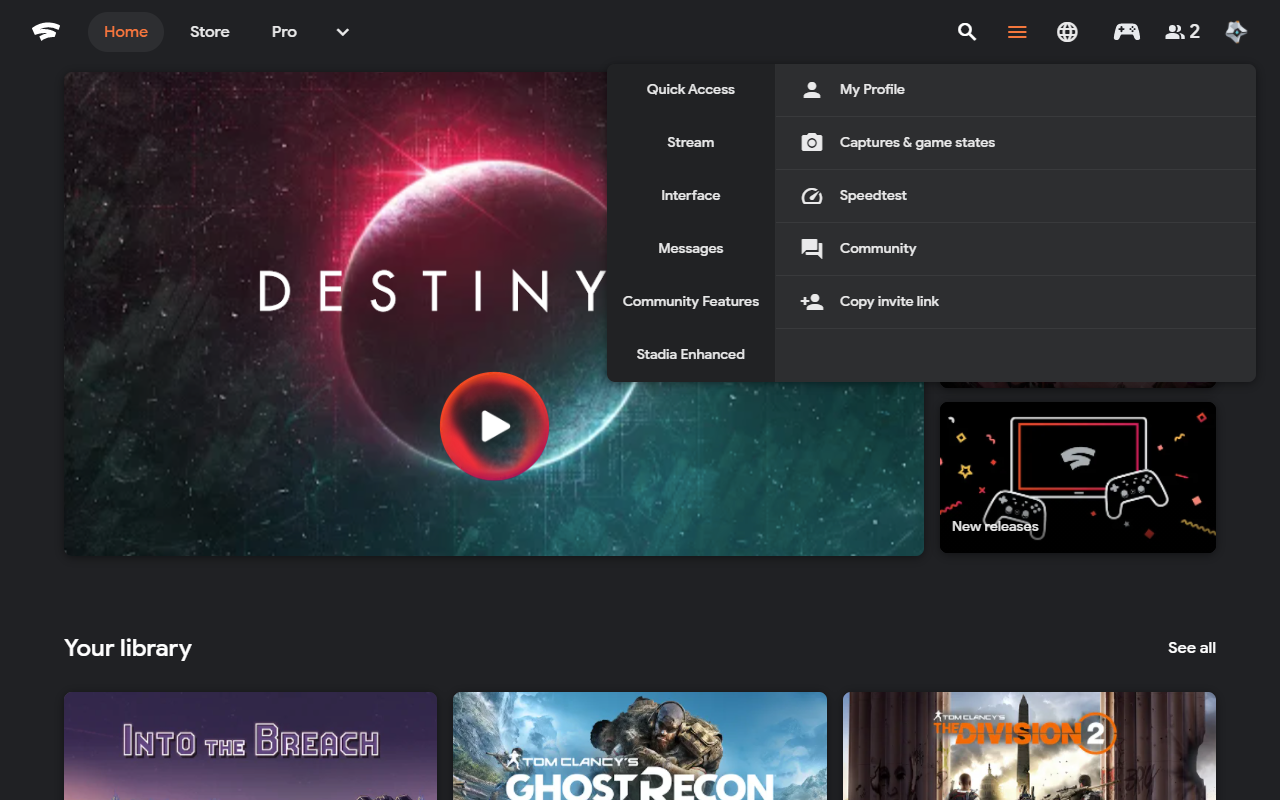 Home
Store
Pro
2
Quick Access
My Profile
Stream
Captures & game states
Interface
Speedtest
Messages
Community
Community Features
Copy invite link
Stadia Enhanced
DESTINY
New releases
Your library
See all
INTO THE BREACH
TOM CLANCY'S
GHOST RECON
TOM CLANCY'S
THE DIVISION 2